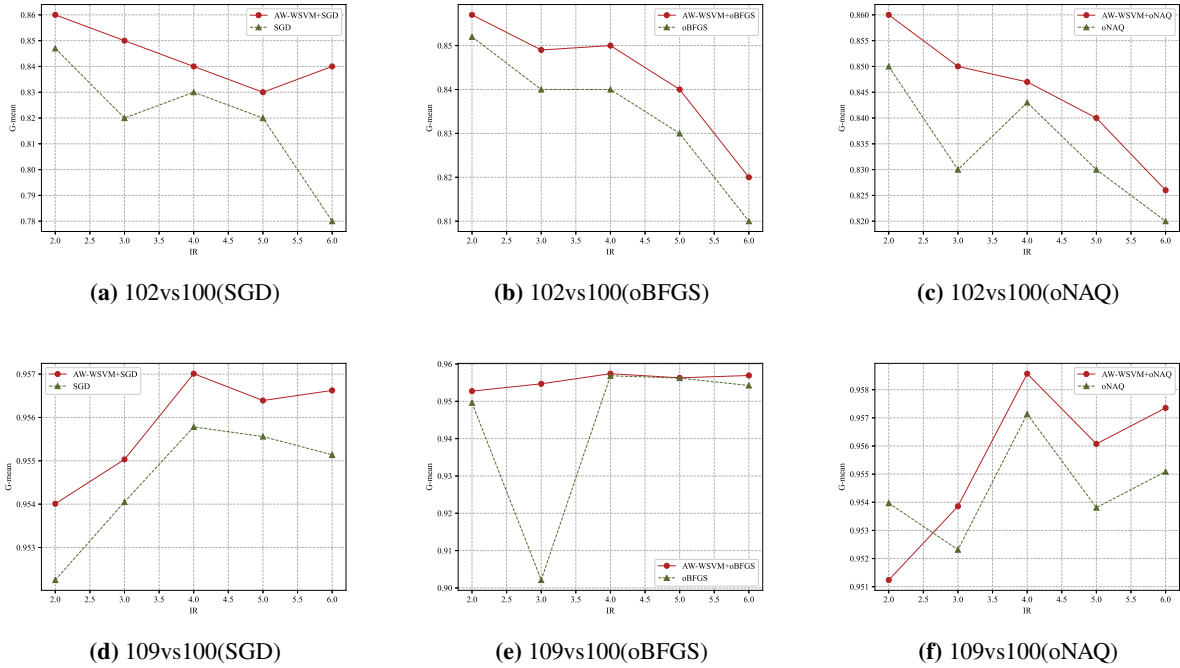 0.86
0.85
0.84
0.83
0.82
0.81
0.80
0.79
0.78
G-mean
2.0 2.5 3.0 3.5 4.0 4.5 5.0 5.5 6.0
IR
AW-WSVM+SGD
SGD
(a) 102vs100(SGD)
0.85
0.84
0.83
0.82
0.81
G-mean
2.0 2.5 3.0 3.5 4.0 4.5 5.0 5.5 6.0
IR
AW-WSVM+oBFGS
oBFGS
(b) 102vs100(oBFGS)
0.860
0.855
0.850
0.845
0.840
0.835
0.830
0.825
0.820
G-mean
2.0 2.5 3.0 3.5 4.0 4.5 5.0 5.5 6.0
IR
AW-WSVM+oNAQ
oNAQ
(c) 102vs100(oNAQ)
0.957
0.956
0.955
0.954
0.953
G-mean
2.0 2.5 3.0 3.5 4.0 4.5 5.0 5.5 6.0
IR
AW-WSVM+SGD
SGD
(d) 109vs100(SGD)
0.96
0.95
0.94
0.93
0.92
0.91
0.90
G-mean
2.0 2.5 3.0 3.5 4.0 4.5 5.0 5.5 6.0
IR
AW-WSVM+oBFGS
oBFGS
(e) 109vs100(oBFGS)
0.958
0.957
0.956
0.955
0.954
0.953
0.952
0.951
G-mean
2.0 2.5 3.0 3.5 4.0 4.5 5.0 5.5 6.0
IR
AW-WSVM+oNAQ
oNAQ
(f) 109vs100(oNAQ)